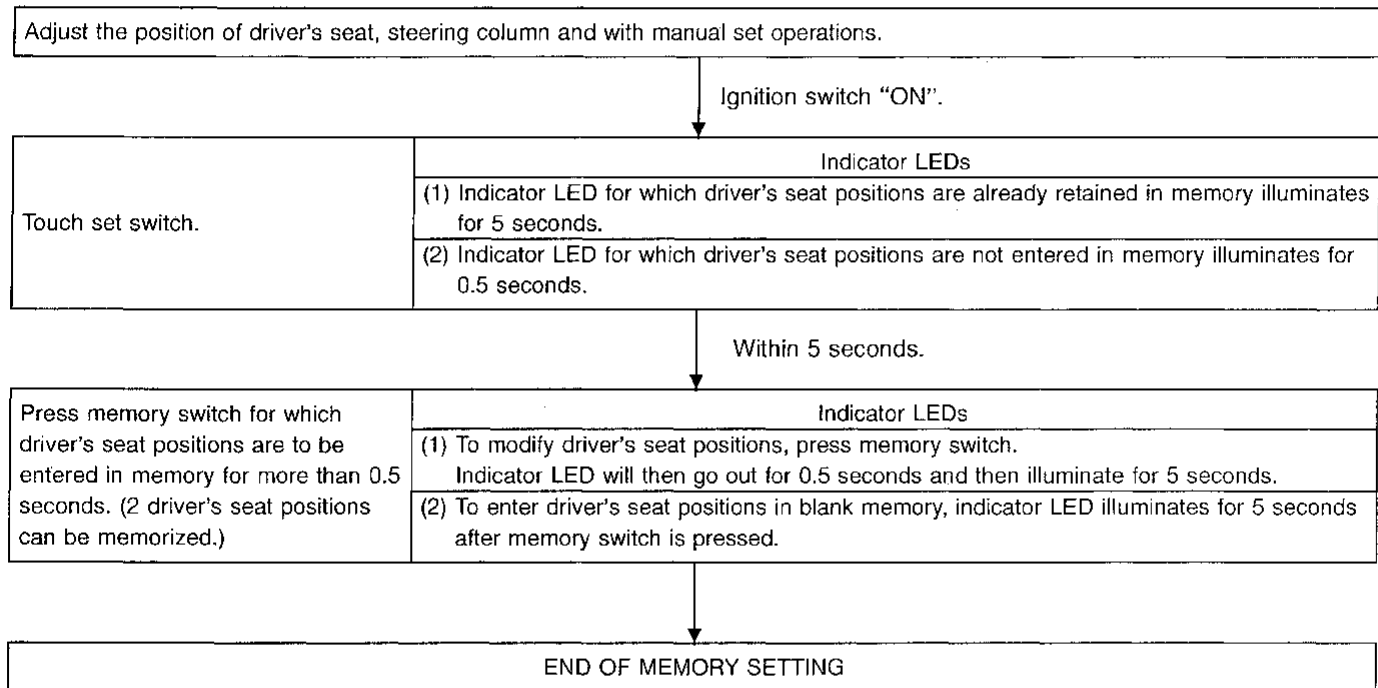 Adjust the position of driver's seat, steering column and with manual set operations.
Ignition switch “ON”.
Touch set switch.
Indicator LEDs
(1) Indicator LED for which driver's seat positions are already retained in memory illuminates
for 5 seconds.
(2) Indicator LED for which driver's seat positions are not entered in memory illuminates for
0.5 seconds.
Within 5 seconds.
Press memory switch for which
driver's seat positions are to be
entered in memory for more than 0.5
seconds. (2 driver's seat positions
can be memorized.)
Indicator LEDs
(1) To modify driver's seat positions, press memory switch.
Indicator LED will then go out for 0.5 seconds and then illuminate for 5 seconds.
(2) To enter driver's seat positions in blank memory, indicator LED illuminates for 5 seconds
after memory switch is pressed.
END OF MEMORY SETTING